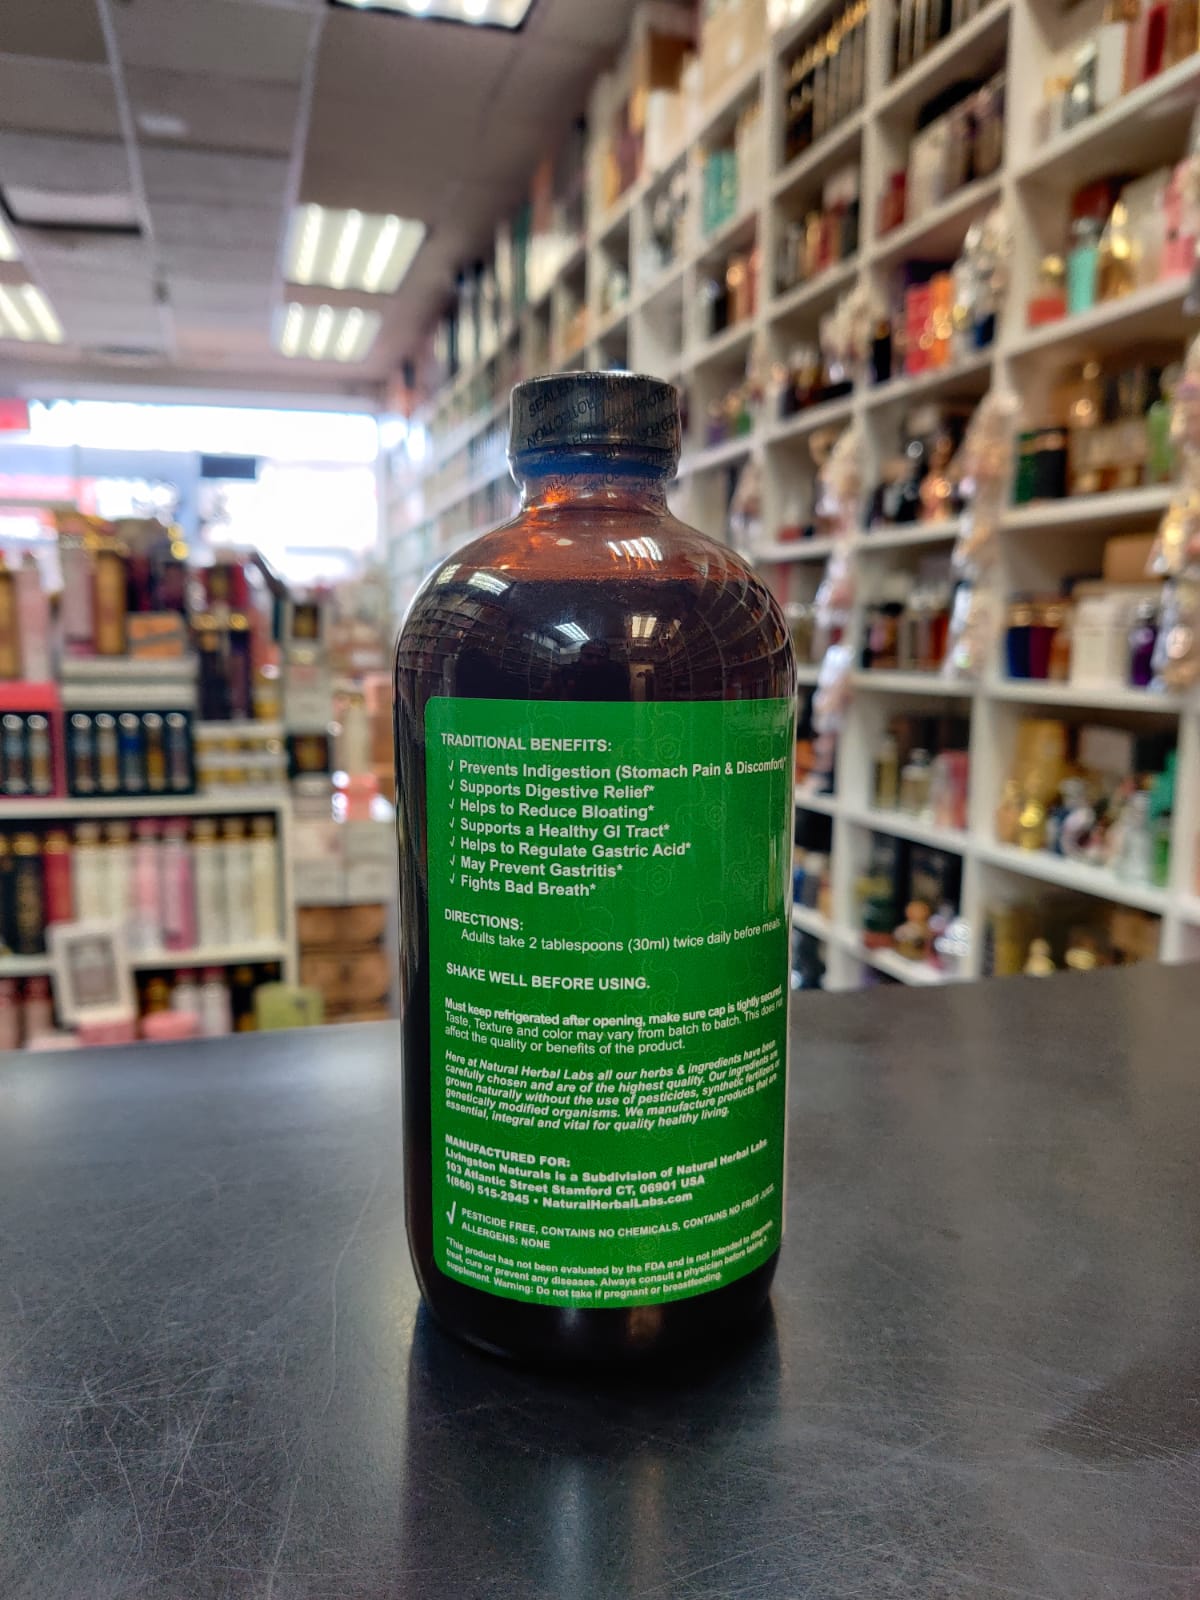 SEALED FOR
TRADITIONAL BENEFITS:
√ Prevents Indigestion (Stomach Pain & Discomfort)*
√ Supports Digestive Relief*
√ Helps to Reduce Bloating*
√ Supports a Healthy GI Tract*
√ Helps to Regulate Gastric Acid*
√ May Prevent Gastritis*
√ Fights Bad Breath*
DIRECTIONS:
Adults take 2 tablespoons (30ml) twice daily before meals.
SHAKE WELL BEFORE USING.
Must keep refrigerated after opening, make sure cap is tightly secured.
Taste, Texture and color may vary from batch to batch. This does not
affect the quality or benefits of the product.
Here at Natural Herbal Labs all our herbs & ingredients have been
carefully chosen and are of the highest quality. Our ingredients are
grown naturally without the use of pesticides, synthetic fertilizers or
genetically modified organisms. We manufacture products that are
essential, integral and vital for quality healthy living.
MANUFACTURED FOR:
Livingston Naturals is a Subdivision of Natural Herbal Labs
103 Atlantic Street Stamford CT, 06901 USA
1(866) 515-2945 • NaturalHerbalLabs.com
√ PESTICIDE FREE, CONTAINS NO CHEMICALS, CONTAINS NO FRUIT JUICE.
ALLERGENS: NONE
*This product has not been evaluated by the FDA and is not intended to diagnose,
treat, cure or prevent any diseases. Always consult a physician before taking a
supplement. Warning: Do not take if pregnant or breastfeeding.